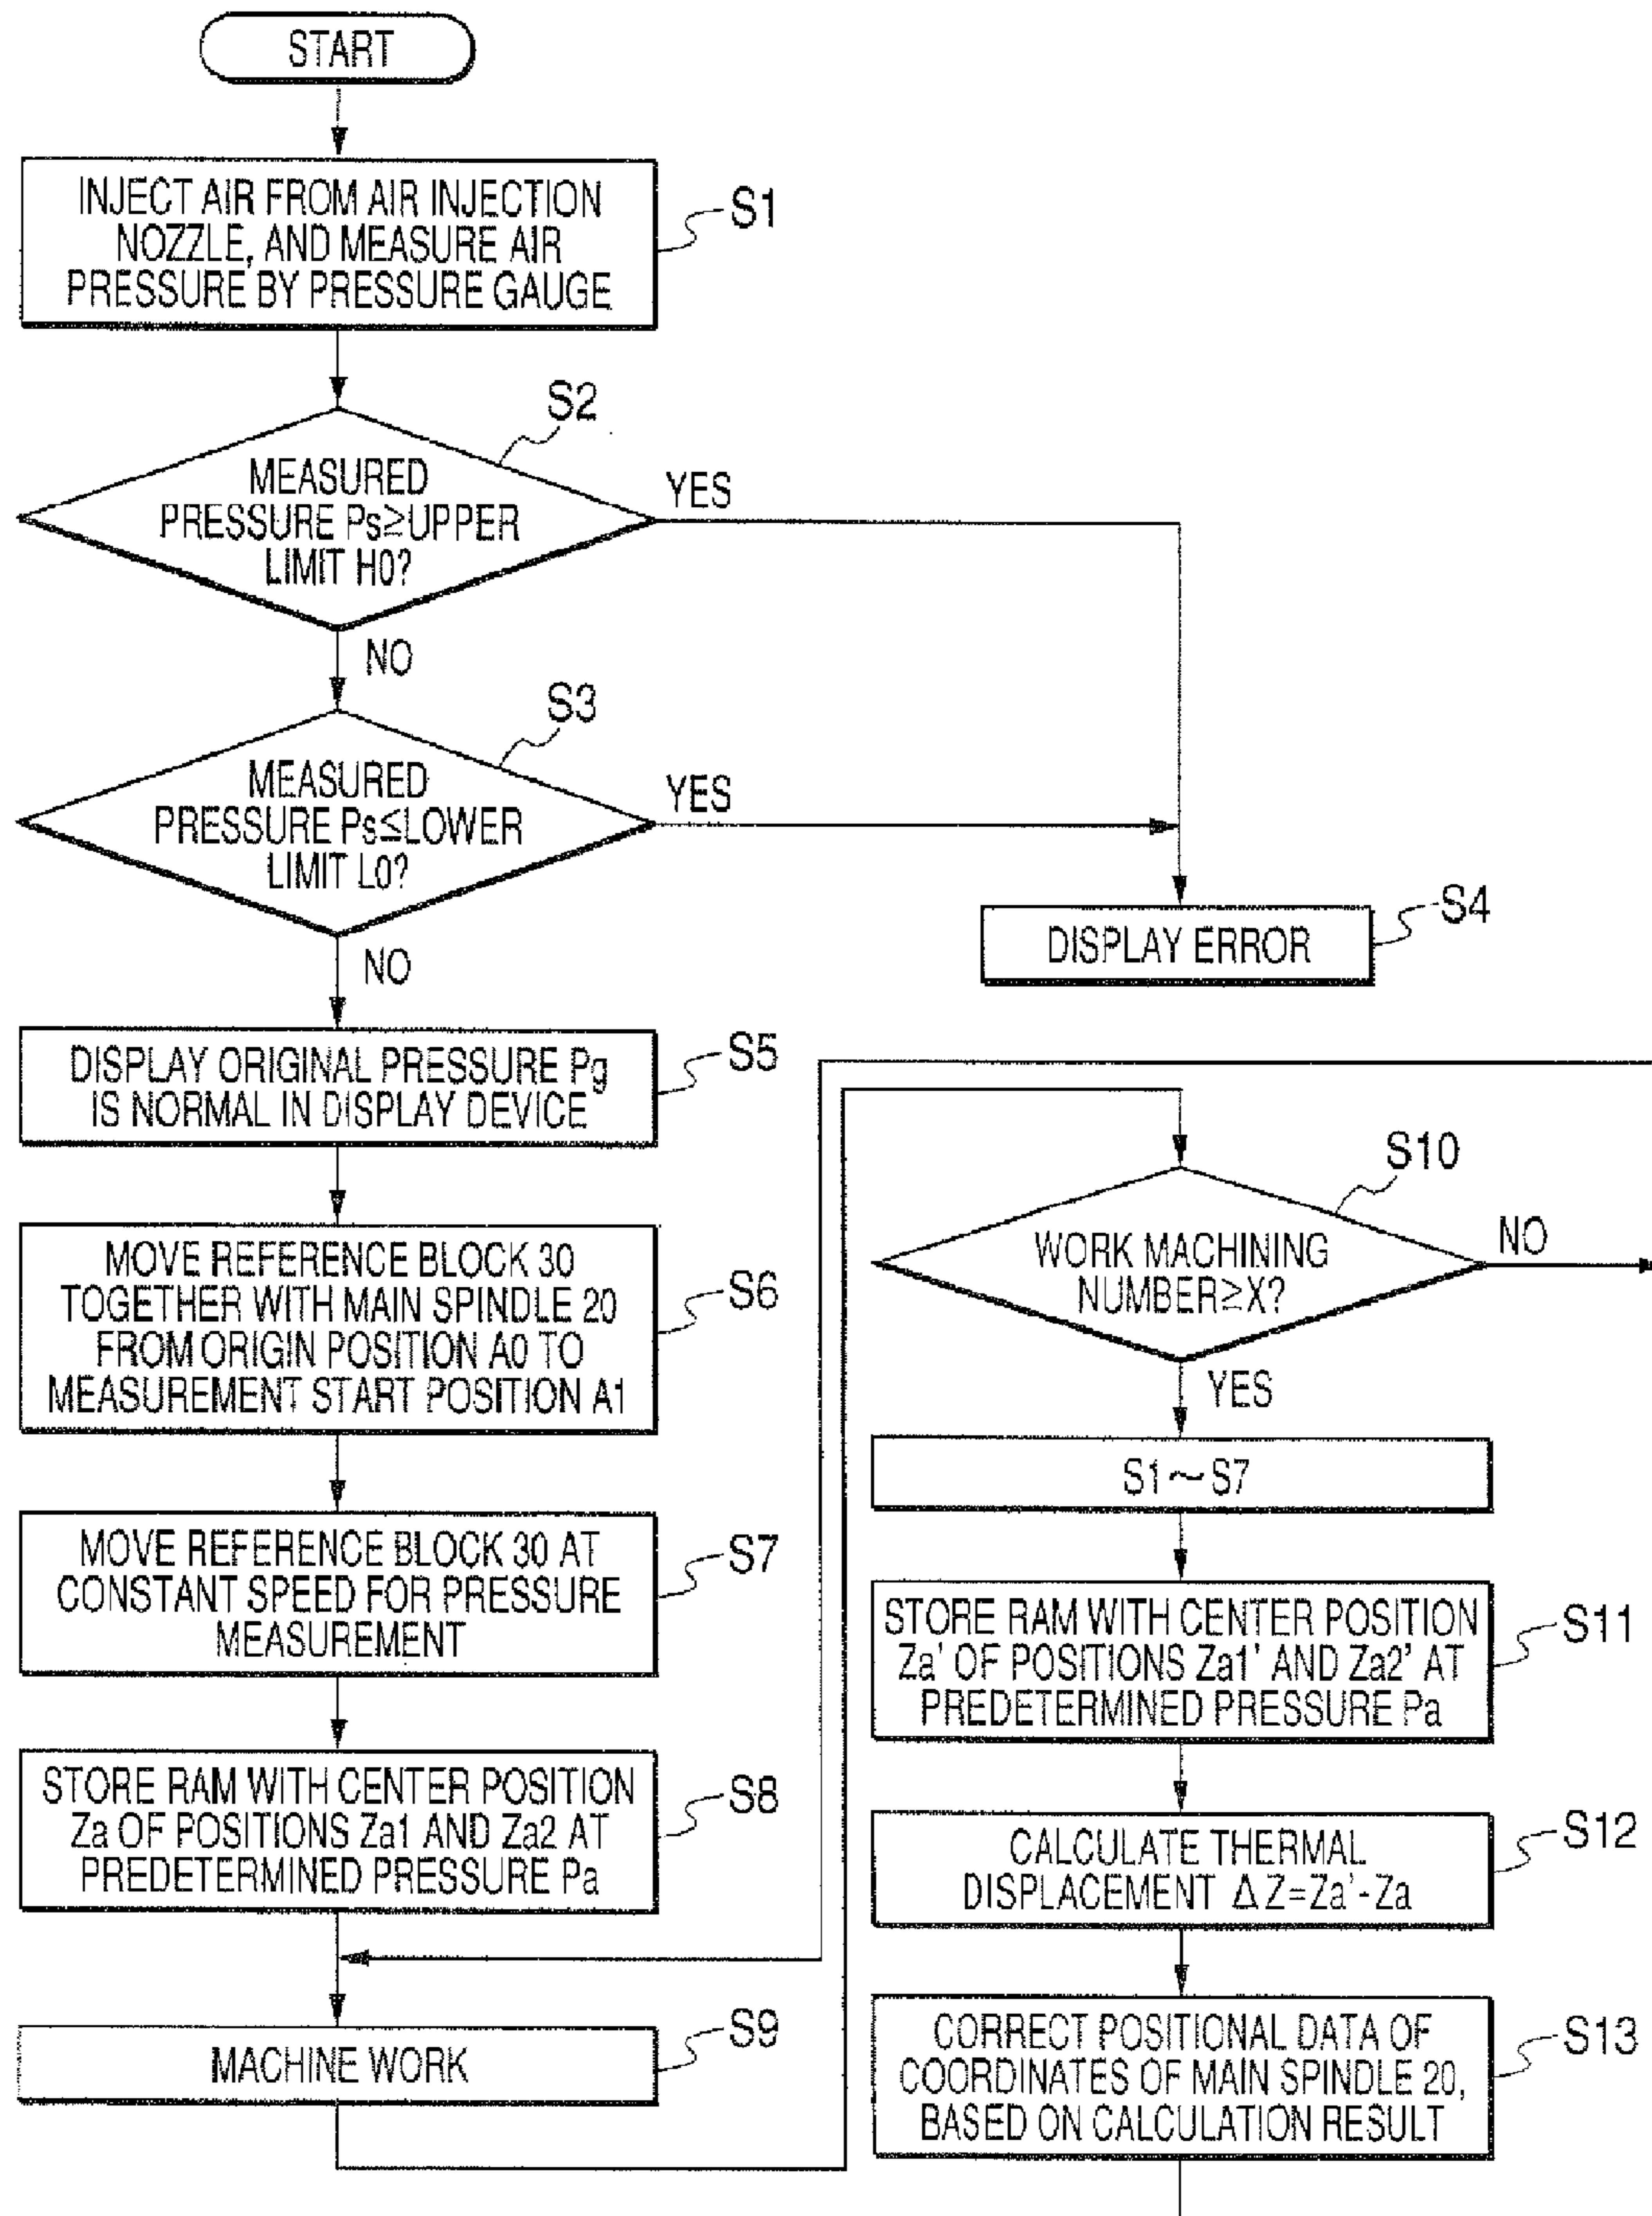 START
INJECT AIR FROM AIR INJECTION
NOZZLE, AND MEASURE AIR
PRESSURE BY PRESSURE GAUGE
S1
S2
MEASURED
PRESSURE Ps≧UPPER
LIMIT H0?
YES
NO
S3
MEASURED
PRESSURE Ps≦LOWER
LIMIT L0?
YES
NO
S4
DISPLAY ERROR
DISPLAY ORIGINAL PRESSURE Pg
IS NORMAL IN DISPLAY DEVICE
S5
MOVE REFERENCE BLOCK 30
TOGETHER WITH MAIN SPINDLE 20
FROM ORIGIN POSITION A0 TO
MEASUREMENT START POSITION A1
S6
MOVE REFERENCE BLOCK 30 AT
CONSTANT SPEED FOR PRESSURE
MEASUREMENT
S7
STORE RAM WITH CENTER POSITION
Za OF POSITIONS Za1 AND Za2 AT
PREDETERMINED PRESSURE Pa
S8
MACHINE WORK
S9
S10
WORK MACHINING
NUMBER≧X?
NO
YES
S1～S7
STORE RAM WITH CENTER POSITION
Za' OF POSITIONS Za1' AND Za2' AT
PREDETERMINED PRESSURE Pa
S11
CALCULATE THERMAL
DISPLACEMENT ΔZ=Za'-Za
S12
CORRECT POSITIONAL DATA OF
COORDINATES OF MAIN SPINDLE 20,
BASED ON CALCULATION RESULT
S13